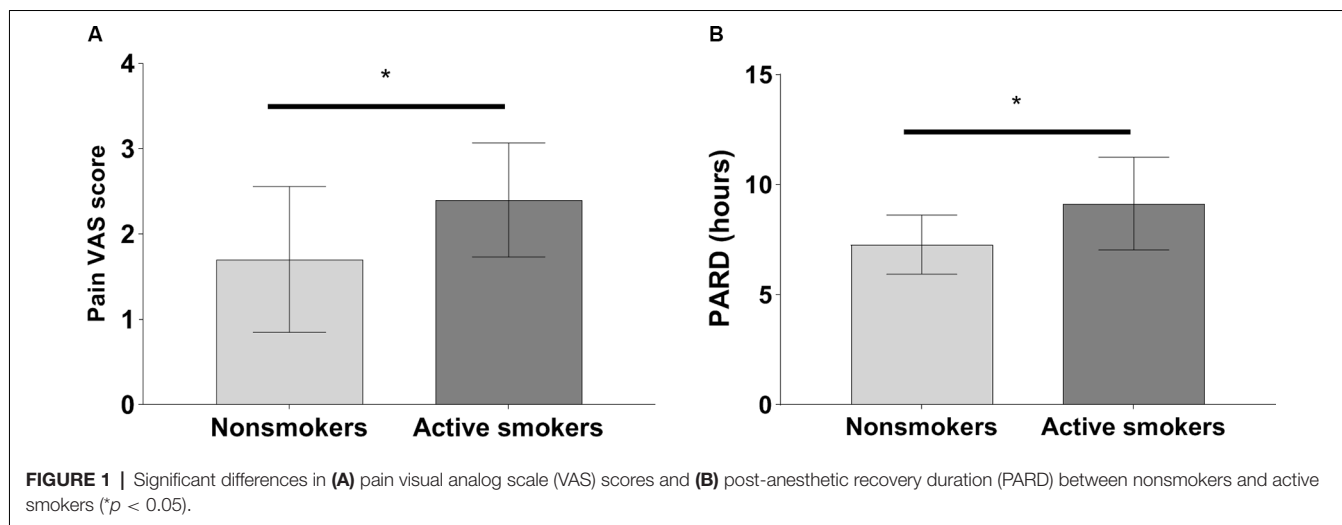 A
Pain VAS score
4
3
2
1
0
*
Nonsmokers Active smokers
B
PARD (hours)
15
10
5
0
*
Nonsmokers Active smokers
FIGURE 1 | Significant differences in (A) pain visual analog scale (VAS) scores and (B) post-anesthetic recovery duration (PARD) between nonsmokers and active
smokers (*p < 0.05).